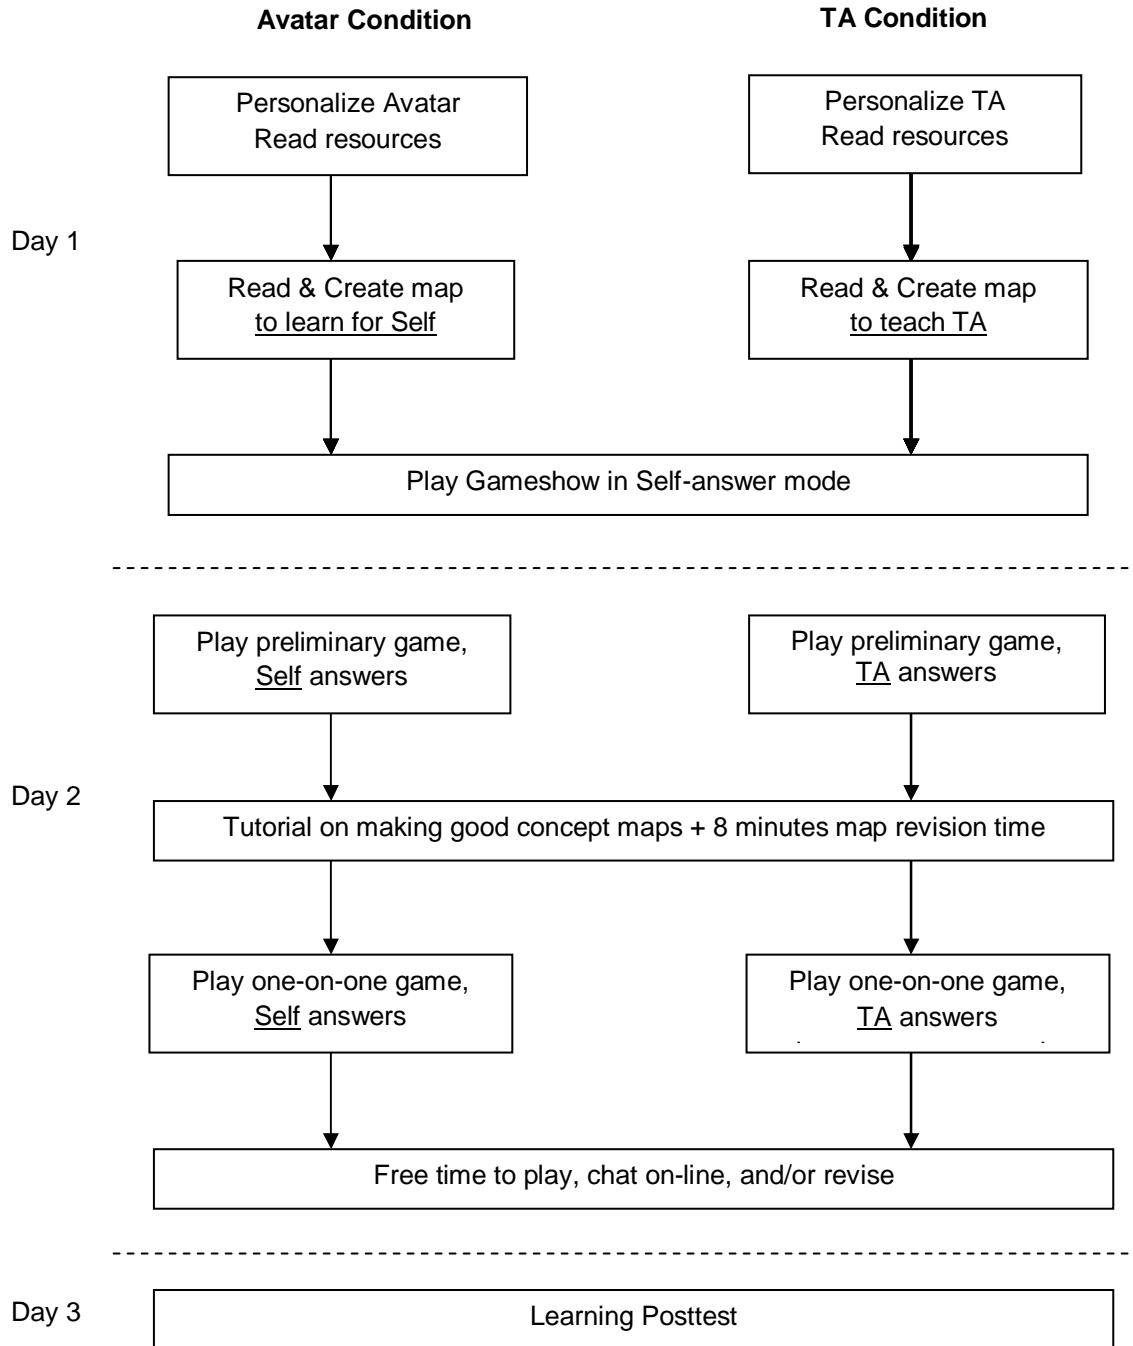 Avatar Condition
TA Condition
Personalize Avatar
Read resources
Personalize TA
Read resources
Day 1
Read & Create map
to learn for Self
Read & Create map
to teach TA
Play Gameshow in Self-answer mode
Play preliminary game,
Self answers
Play preliminary game,
TA answers
Day 2
Tutorial on making good concept maps + 8 minutes map revision time
Play one-on-one game,
Self answers
Play one-on-one game,
TA answers
Free time to play, chat on-line, and/or revise
Day 3
Learning Posttest